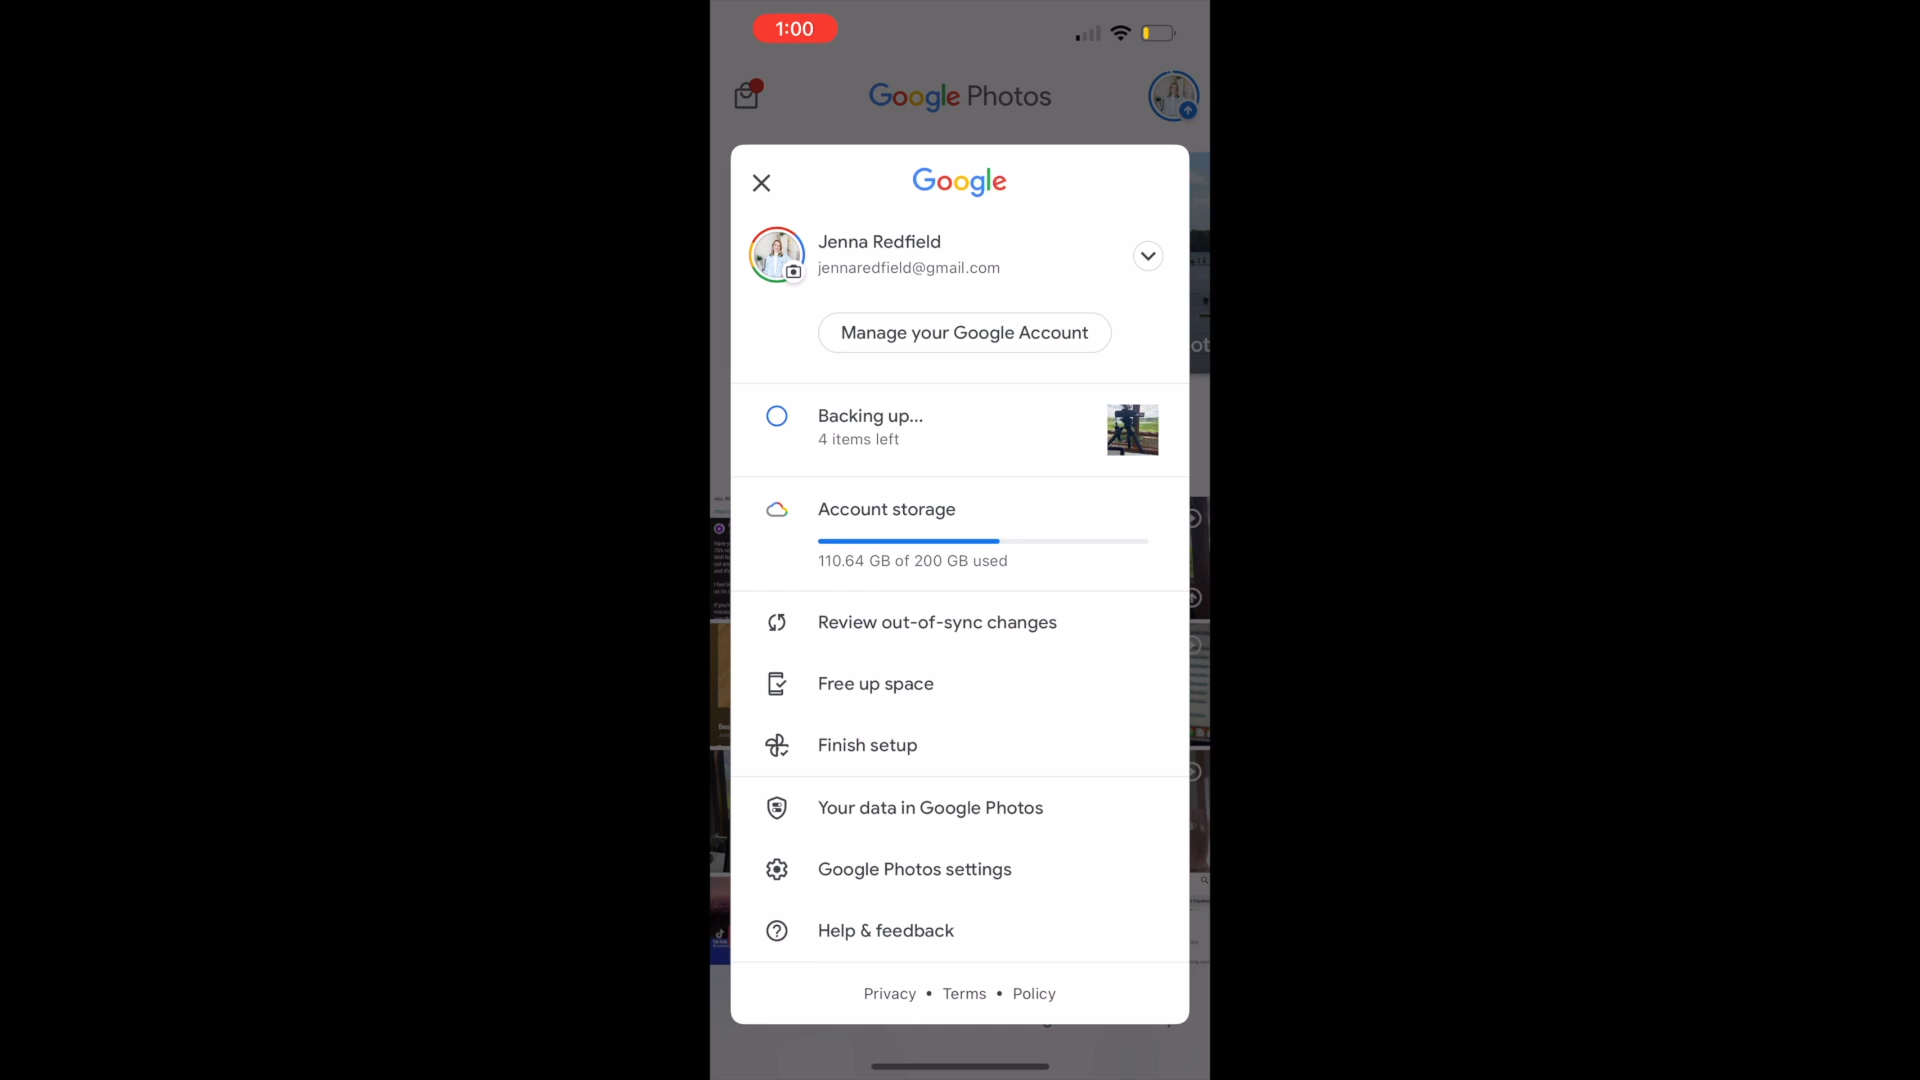 1:00
Google Photos
Google
Jenna Redfield
jennaredfield@gmail.com
Manage your Google Account
Backing up...
4 items left
Account storage
110.64 GB of 200 GB used
Review out-of-sync changes
Free up space
Finish setup
Your data in Google Photos
Google Photos settings
Help & feedback
Privacy • Terms • Policy